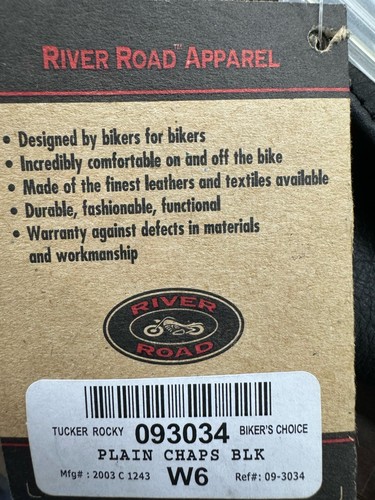 RIVER ROAD™ APPAREL
• Designed by bikers for bikers
• Incredibly comfortable on and off the bike
• Made of the finest leathers and textiles available
• Durable, fashionable, functional
• Warranty against defects in materials
and workmanship
RIVER
ROAD
TUCKER ROCKY 093034 BIKER'S CHOICE
PLAIN CHAPS BLK
Mfg# : 2003 C 1243 W6 Ref#: 09-3034